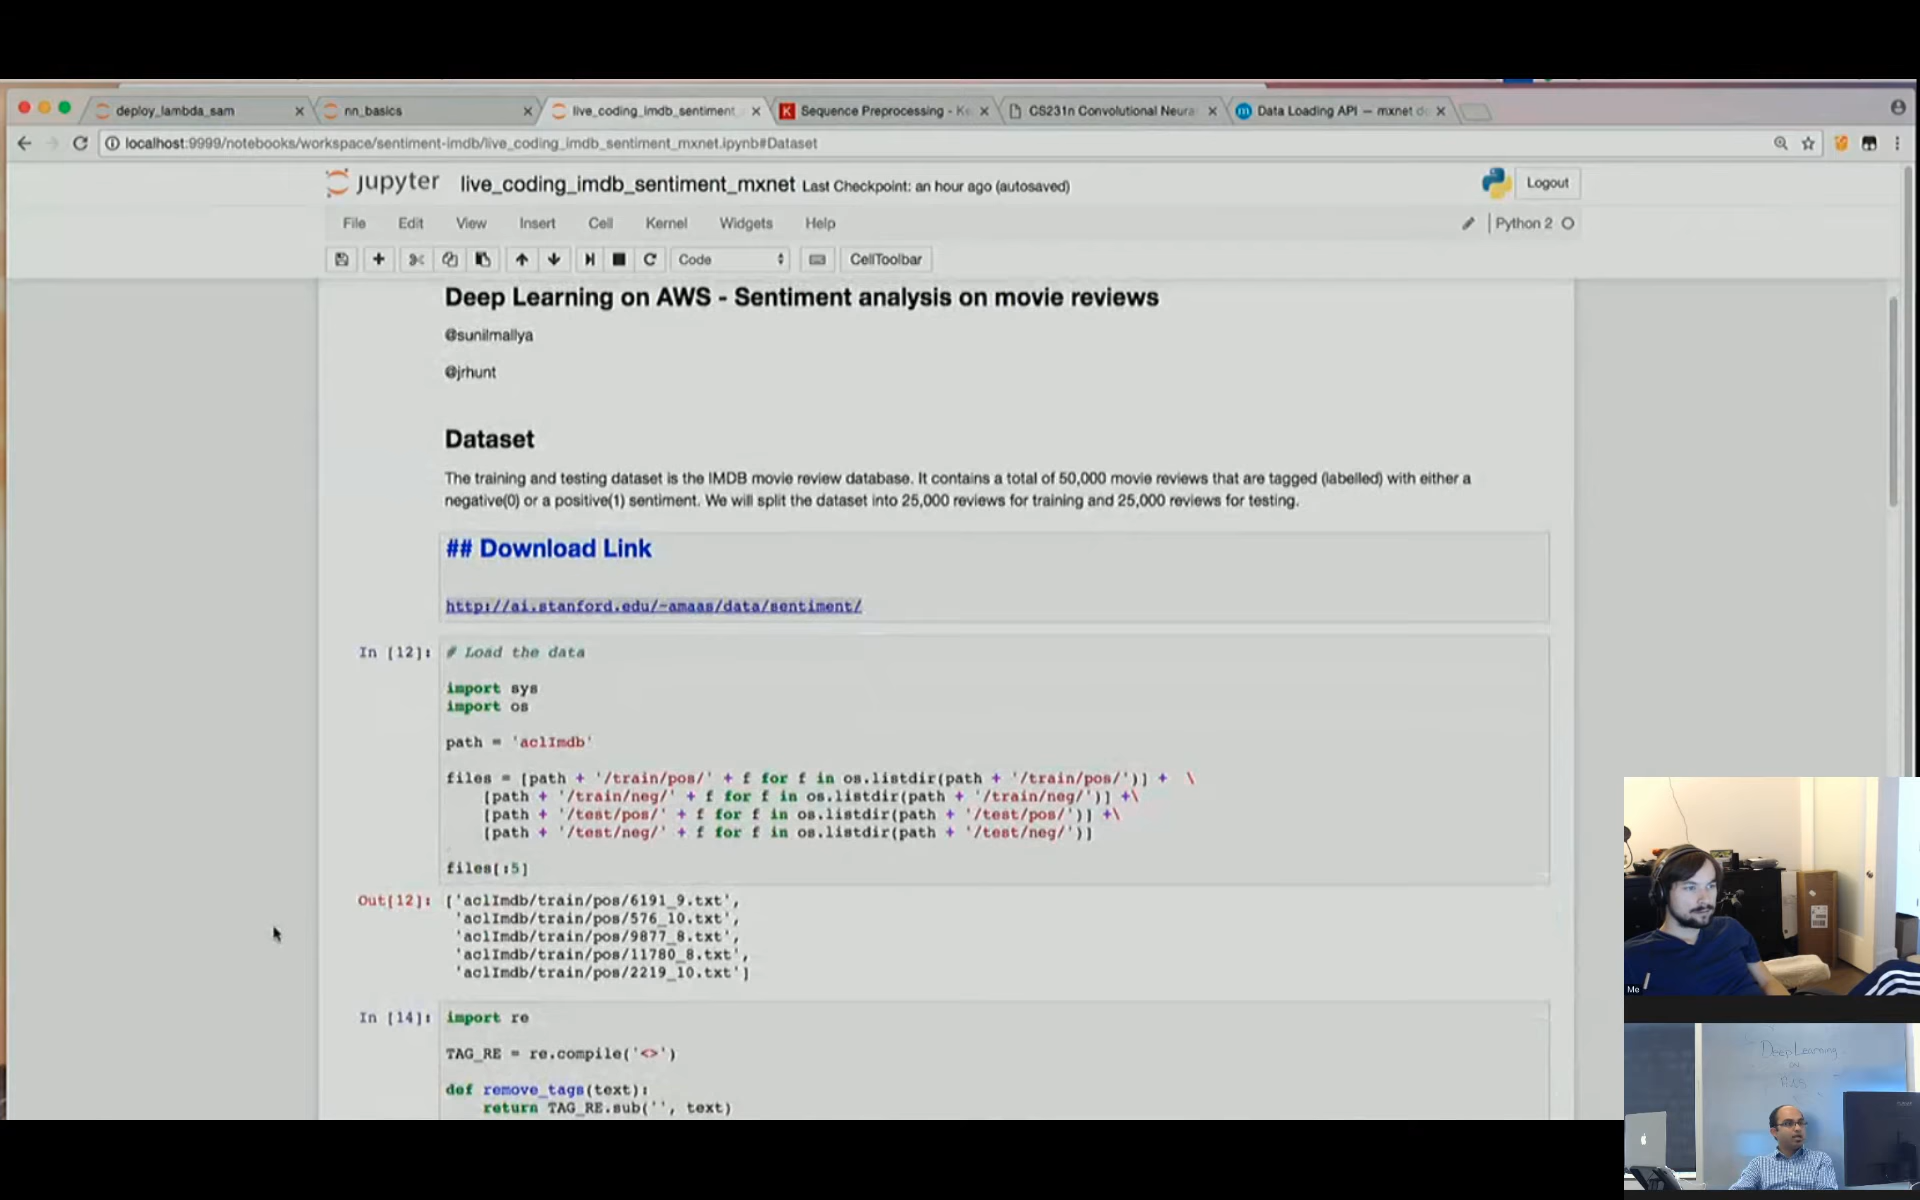 deploy_lambda_sam
nn_basics
live_coding_imdb_sentiment_
Sequence Preprocessing - Ke
CS231n Convolutional Neura
Data Loading API — mxnet do
localhost:9999/notebooks/workspace/sentiment-imdb/live_coding_imdb_sentiment_mxnet.ipynb#Dataset
jupyter live_coding_imdb_sentiment_mxnet Last Checkpoint: an hour ago (autosaved)
Logout
File Edit View Insert Cell Kernel Widgets Help
Python 2
Code
CellToolbar
Deep Learning on AWS - Sentiment analysis on movie reviews
@sunilmallya
@jrhunt
Dataset
The training and testing dataset is the IMDB movie review database. It contains a total of 50,000 movie reviews that are tagged (labelled) with either a
negative(0) or a positive(1) sentiment. We will split the dataset into 25,000 reviews for training and 25,000 reviews for testing.
## Download Link
http://ai.stanford.edu/~amaas/data/sentiment/
In [12]: # Load the data
import sys
import os
path = 'aclImdb'
files = [path + '/train/pos/' + f for f in os.listdir(path + '/train/pos/')] + \
[path + '/train/neg/' + f for f in os.listdir(path + '/train/neg/')] +\
[path + '/test/pos/' + f for f in os.listdir(path + '/test/pos/')] +\
[path + '/test/neg/' + f for f in os.listdir(path + '/test/neg/')]
files[:5]
Out[12]: ['aclImdb/train/pos/6191_9.txt',
'aclImdb/train/pos/576_10.txt',
'aclImdb/train/pos/9877_8.txt',
'aclImdb/train/pos/11780_8.txt',
'aclImdb/train/pos/2219_10.txt']
In [14]: import re
TAG_RE = re.compile('<>')
def remove_tags(text):
return TAG_RE.sub('', text)
Me
Deep Learning
on
AWS